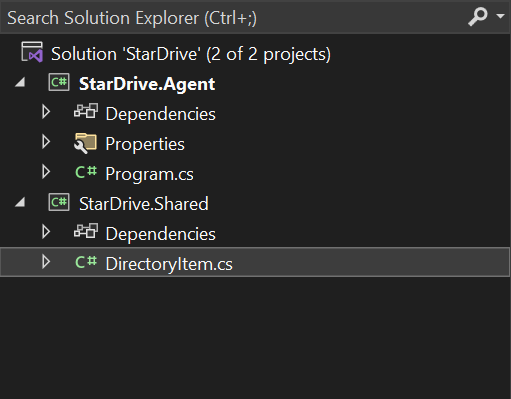 Search Solution Explorer (Ctrl+;)
Solution 'StarDrive' (2 of 2 projects)
C# StarDrive.Agent
Dependencies
Properties
C# Program.cs
C# StarDrive.Shared
Dependencies
C# DirectoryItem.cs